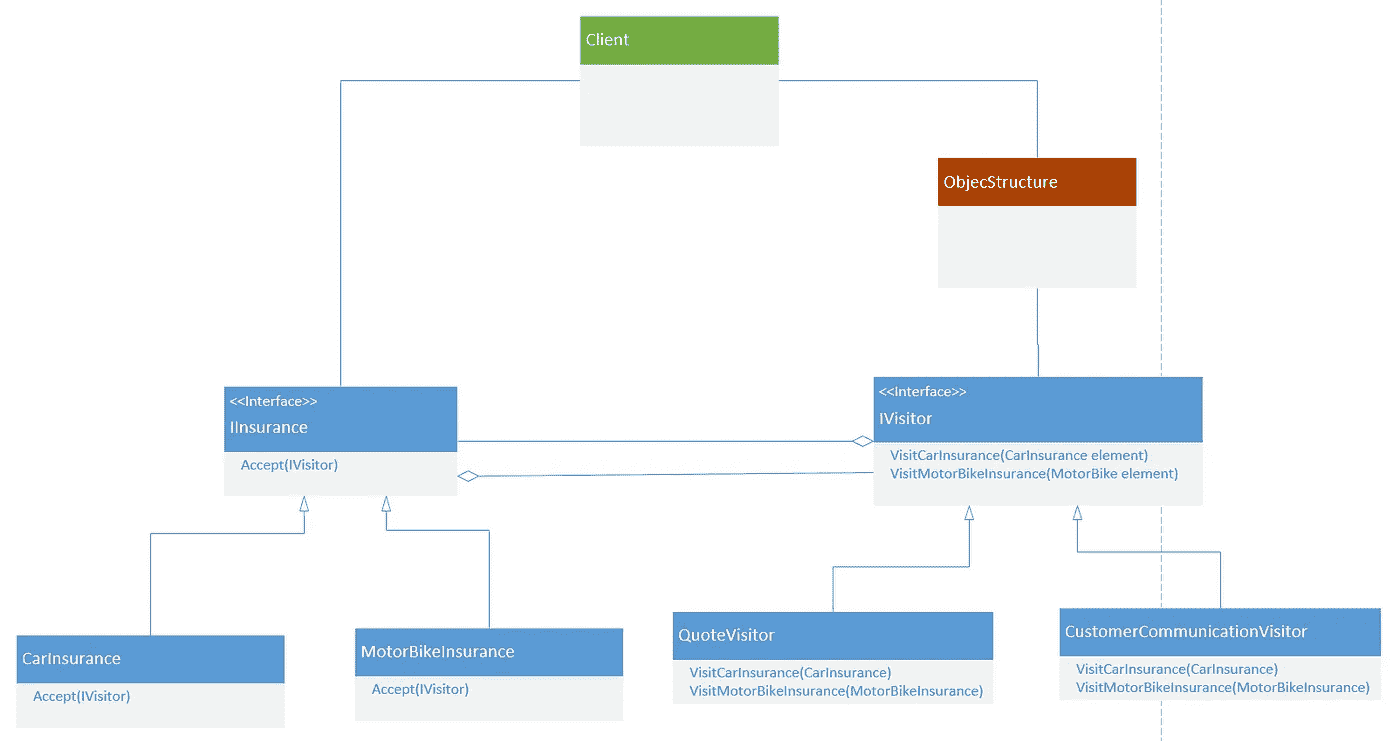 Client
ObjecStructure
<<Interface>>
IInsurance
Accept(IVisitor)
<<Interface>>
IVisitor
VisitCarInsurance(CarInsurance element)
VisitMotorBikeInsurance(MotorBike element)
CarInsurance
Accept(IVisitor)
MotorBikeInsurance
Accept(IVisitor)
QuoteVisitor
VisitCarInsurance(CarInsurance)
VisitMotorBikeInsurance(MotorBikeInsurance)
CustomerCommunicationVisitor
VisitCarInsurance(CarInsurance)
VisitMotorBikeInsurance(MotorBikeInsurance)